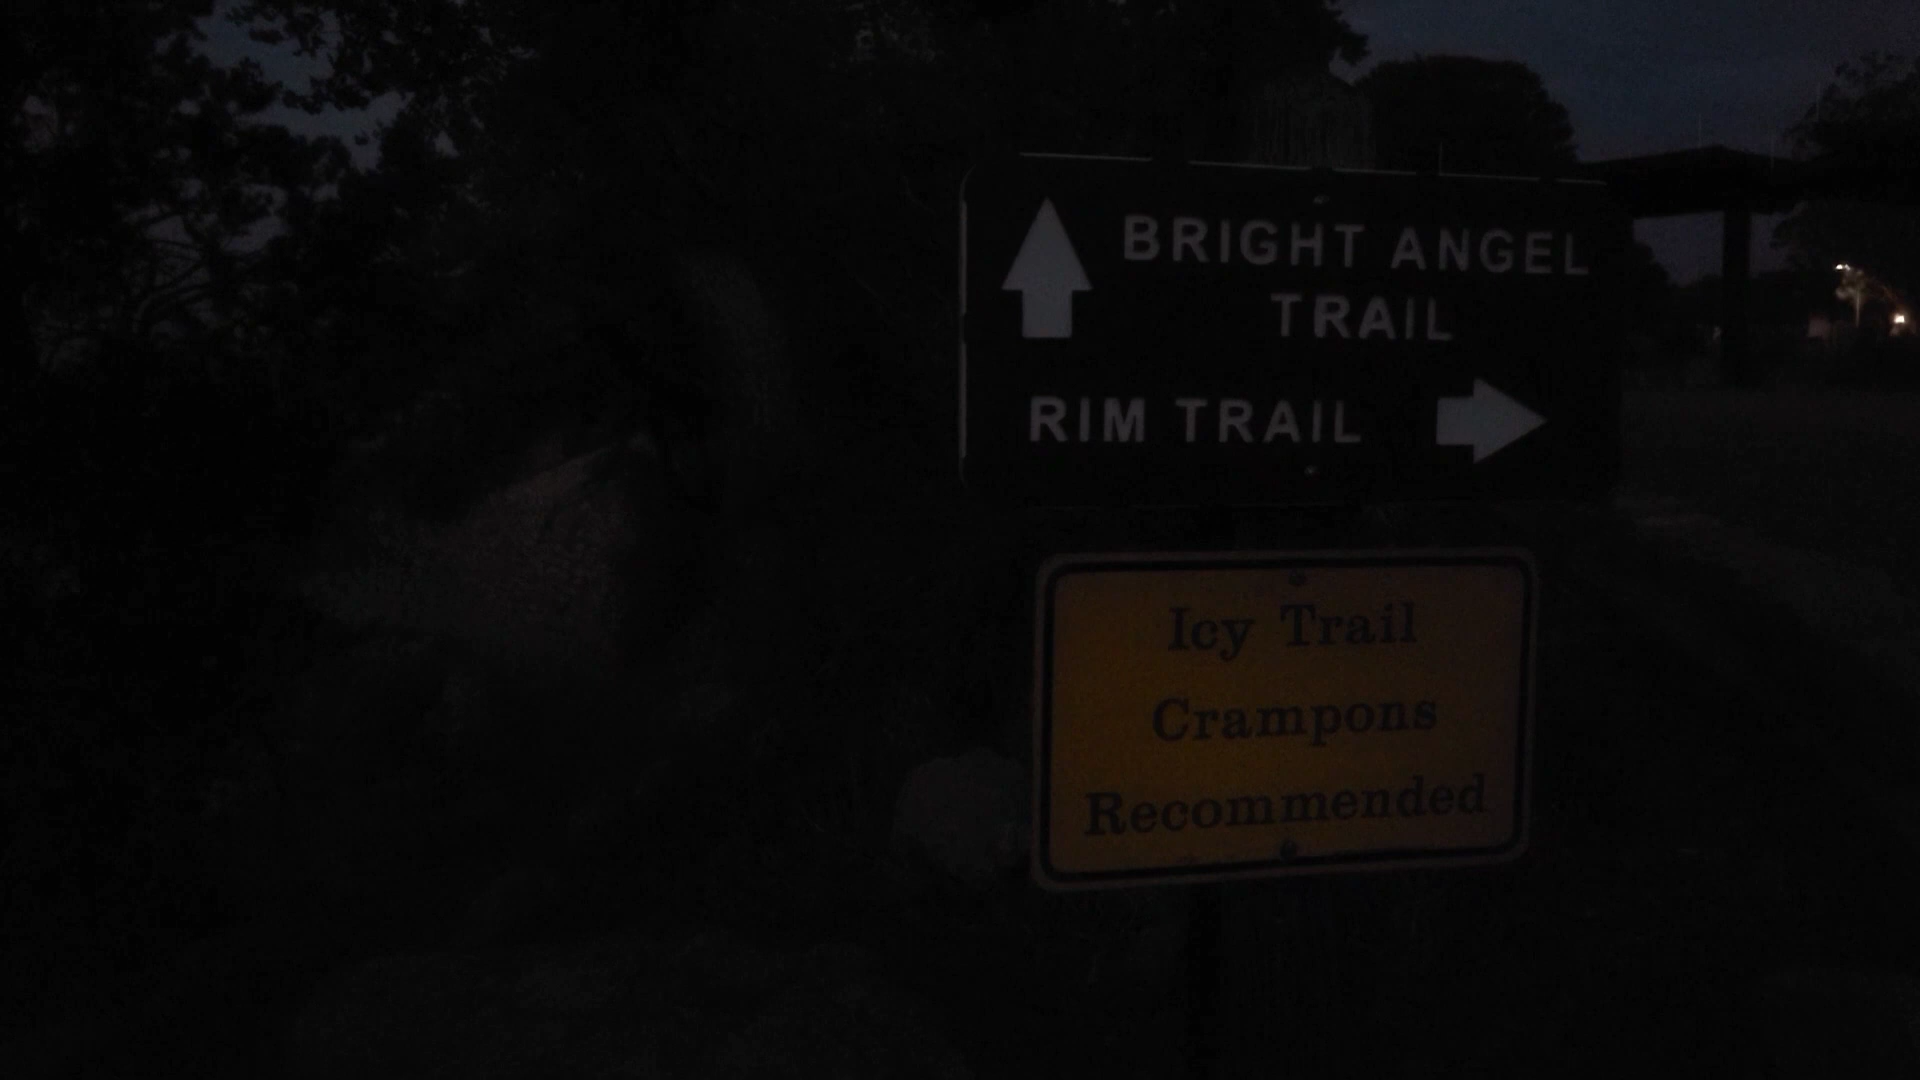 BRIGHT ANGEL
TRAIL
RIM TRAIL
Icy Trail
Crampons
Recommended